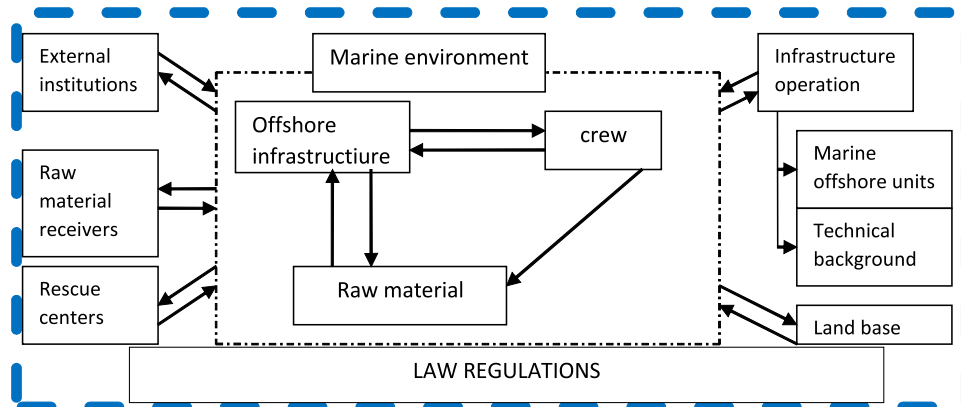 External
institutions
Marine environment
Infrastructure
operation
Offshore
infrastructiure
crew
Marine
offshore units
Raw
material
receivers
Technical
background
Rescue
centers
Raw material
Land base
LAW REGULATIONS